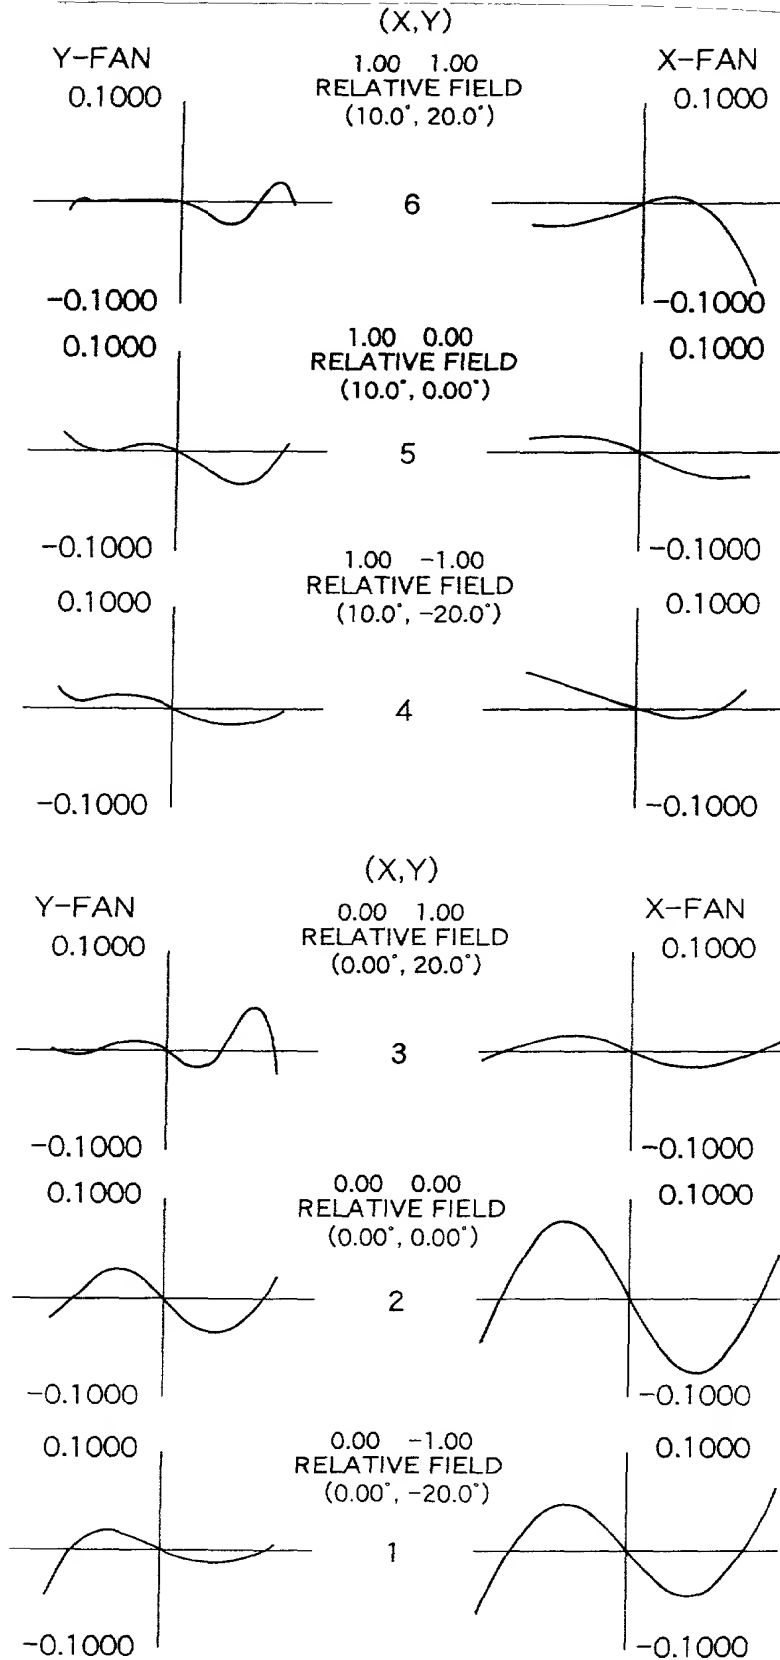 (X,Y)
Y-FAN 1.00 1.00 X-FAN
0.1000 RELATIVE FIELD 0.1000
(10.0°, 20.0°)
6
-0.1000 -0.1000
1.00 0.00
0.1000 RELATIVE FIELD 0.1000
(10.0°, 0.00°)
5
-0.1000 -0.1000
1.00 -1.00
RELATIVE FIELD
0.1000 (10.0°, -20.0°) 0.1000
4
-0.1000 -0.1000
(X,Y)
Y-FAN 0.00 1.00 X-FAN
0.1000 RELATIVE FIELD 0.1000
(0.00°, 20.0°)
3
-0.1000 -0.1000
0.00 0.00
0.1000 RELATIVE FIELD 0.1000
(0.00°, 0.00°)
2
-0.1000 -0.1000
0.00 -1.00
0.1000 RELATIVE FIELD 0.1000
(0.00°, -20.0°)
1
-0.1000 -0.1000